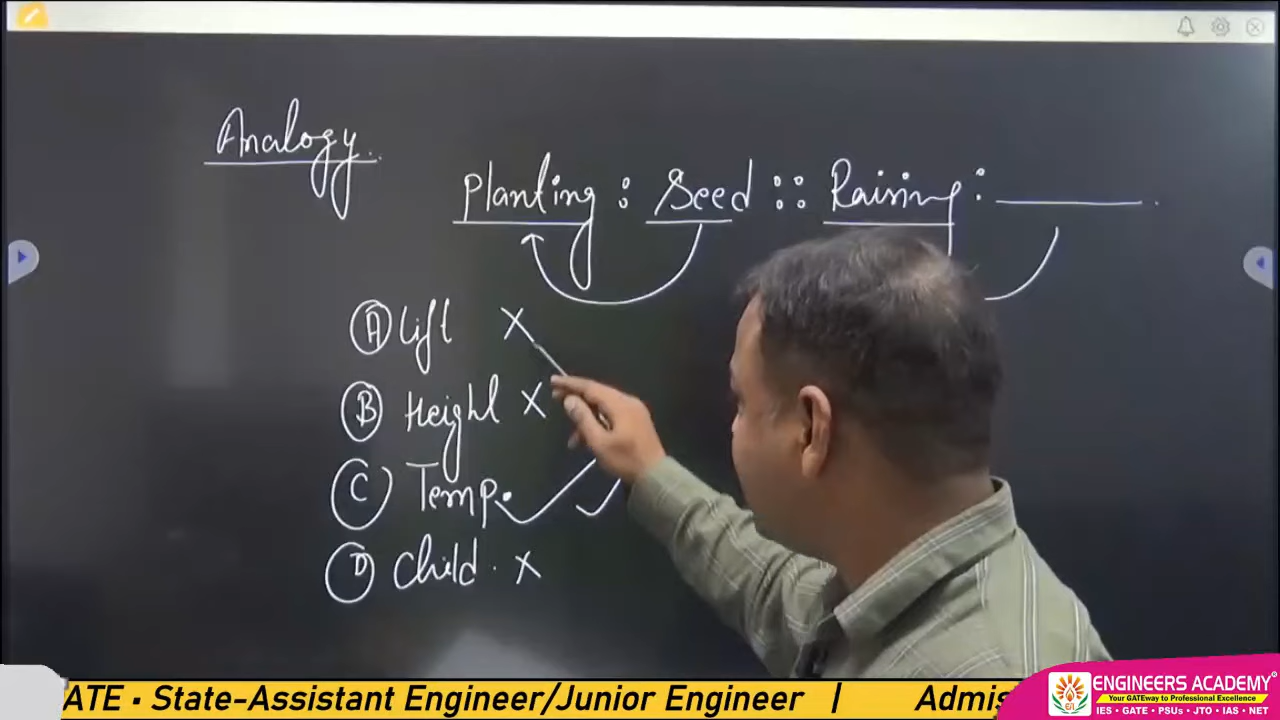 Analogy
Planting : Seed :: Raising :
A Lift X
B Height X
C Temp.
D Child. X
ATE • State-Assistant Engineer/Junior Engineer | Admis
ENGINEERS ACADEMY
Your GATEway to Professional Excellence
IES • GATE • PSUs • JTO • IAS • NET